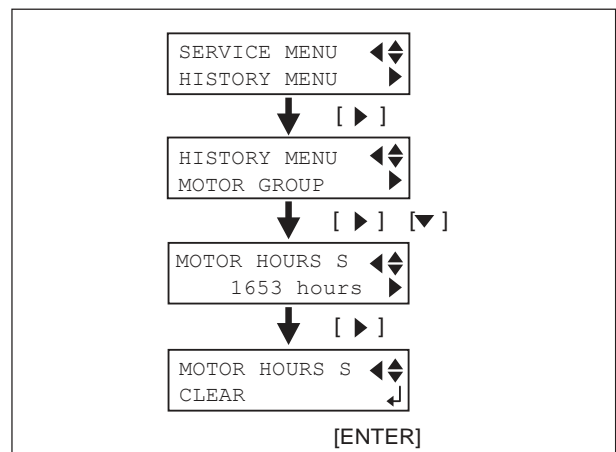 SERVICE MENU ◀◆
HISTORY MENU ▶
[ ▶ ]
HISTORY MENU ◀◆
MOTOR GROUP ▶
[ ▶ ] [▼ ]
MOTOR HOURS S ◀◆
1653 hours ▶
[ ▶ ]
MOTOR HOURS S ◀◆
CLEAR ↵
[ENTER]